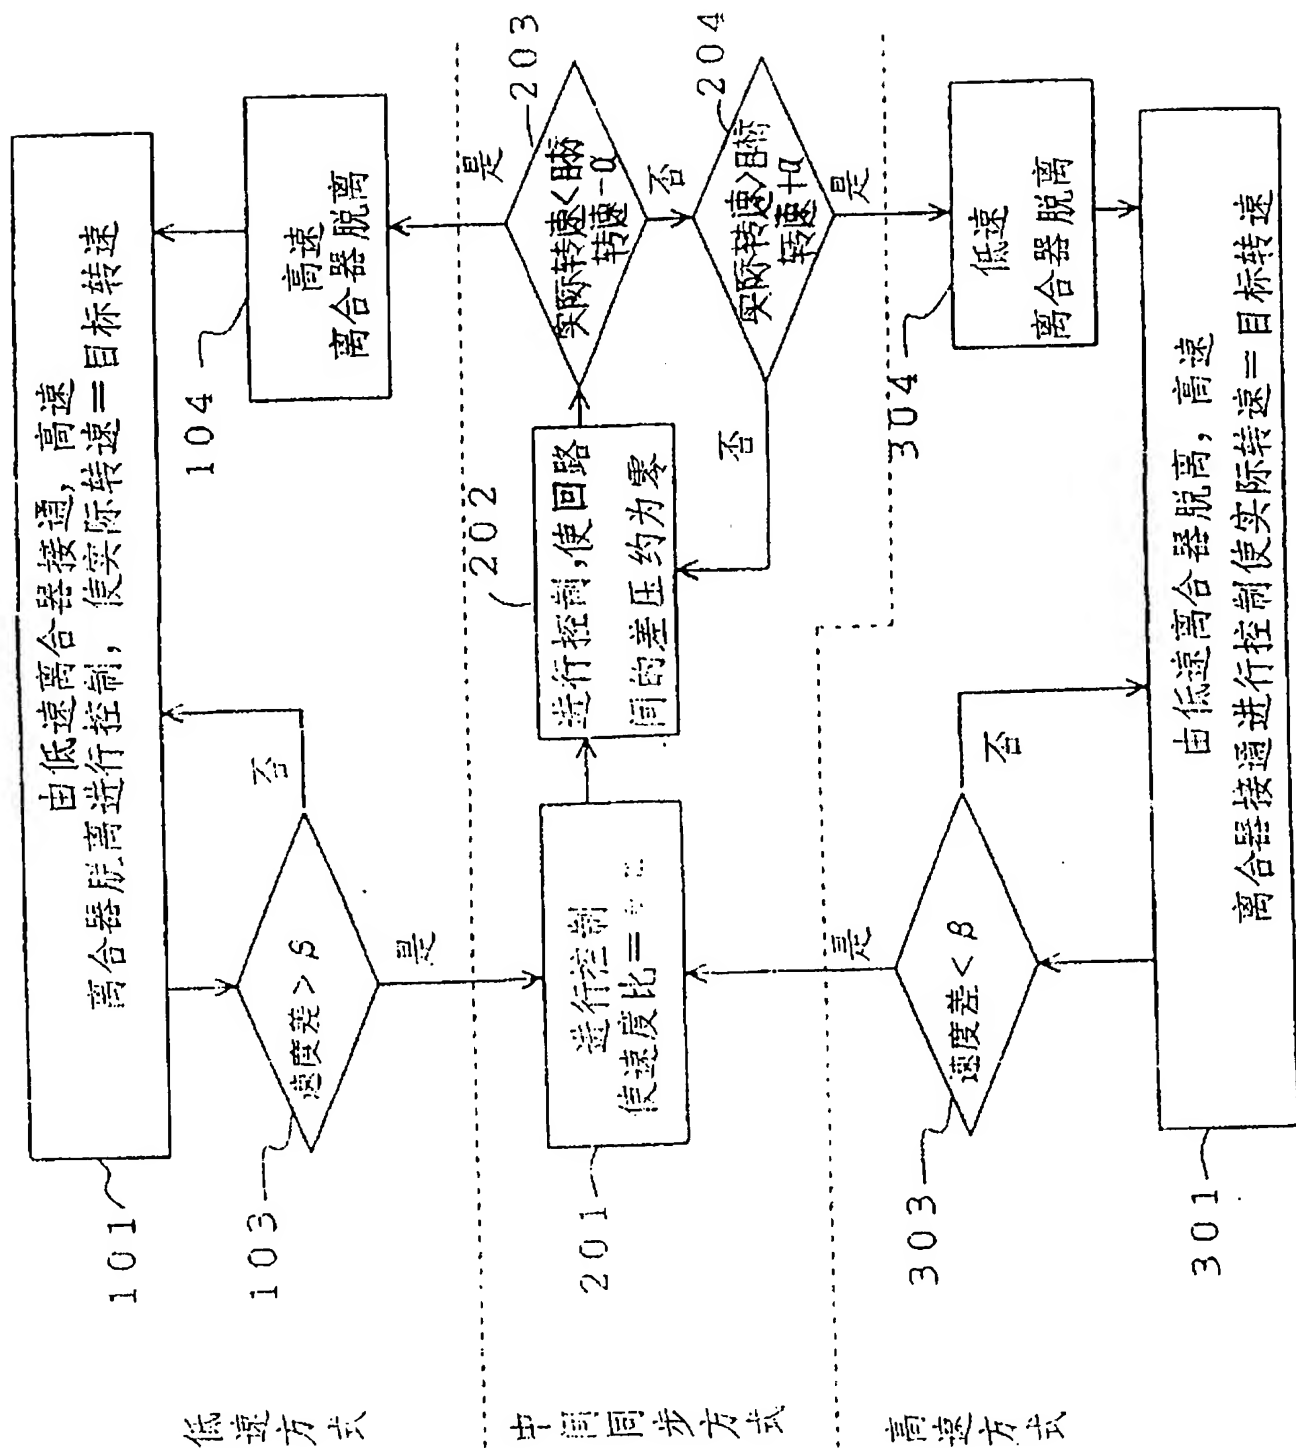 低速方式
101
由低速离合器接通，高速
离合器脱离进行控制，使实际转速=目标转速
103
速度差>β
否
是
104
高速
离合器脱离
中间同步方式
201
进行控制
使速度比=
202
进行控制,使回路
间的差压约为零
203
实际转速<目标
转速-α
是
否
204
实际转速>目标
转速+α
否
是
高速方式
303
速度差<β
是
否
304
低速
离合器脱离
301
由低速离合器脱离，高速
离合器接通进行控制使实际转速=目标转速